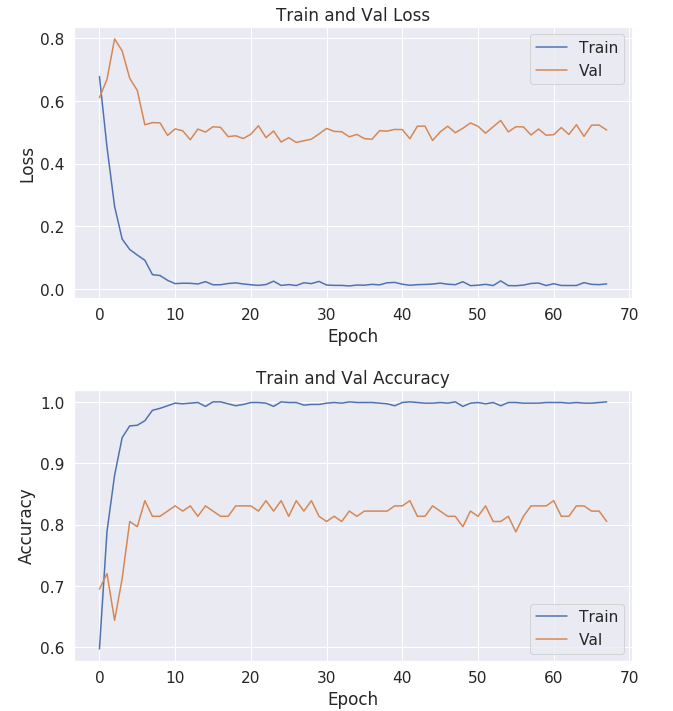 Train and Val Loss
0.8
0.6
0.4
0.2
0.0
Loss
Train
Val
0 10 20 30 40 50 60 70
Epoch
Train and Val Accuracy
1.0
0.9
0.8
0.7
0.6
Accuracy
Train
Val
0 10 20 30 40 50 60 70
Epoch